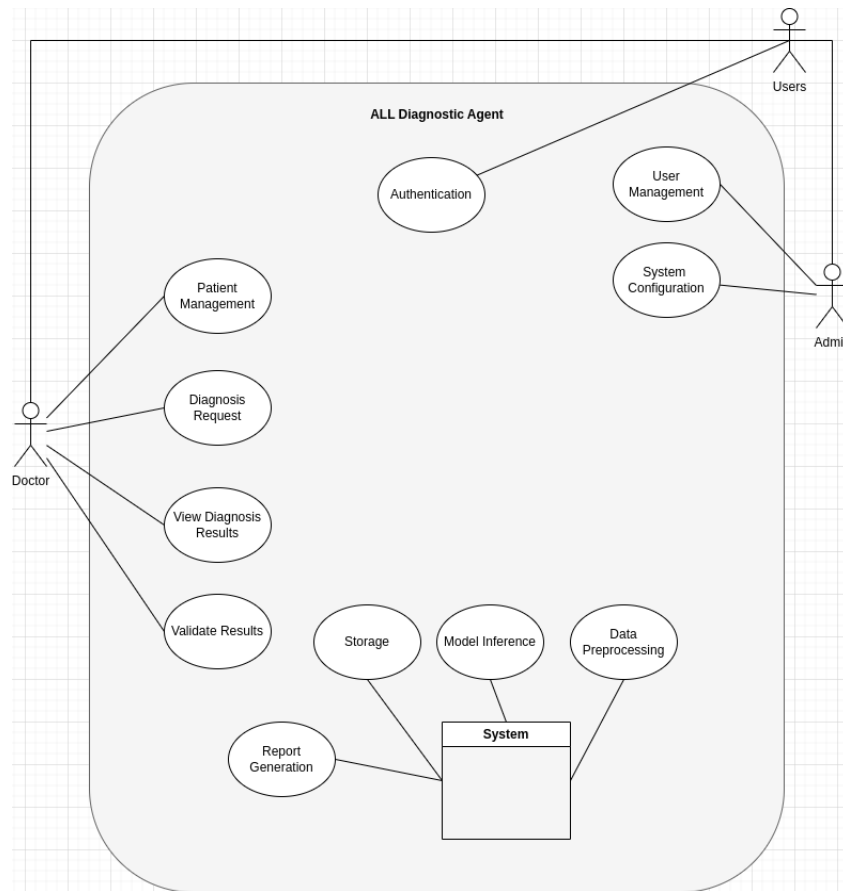 Users
ALL Diagnostic Agent
Authentication
User
Management
System
Configuration
Admi
Patient
Management
Diagnosis
Request
Doctor
View Diagnosis
Results
Validate Results
Storage
Model Inference
Data
Preprocessing
System
Report
Generation